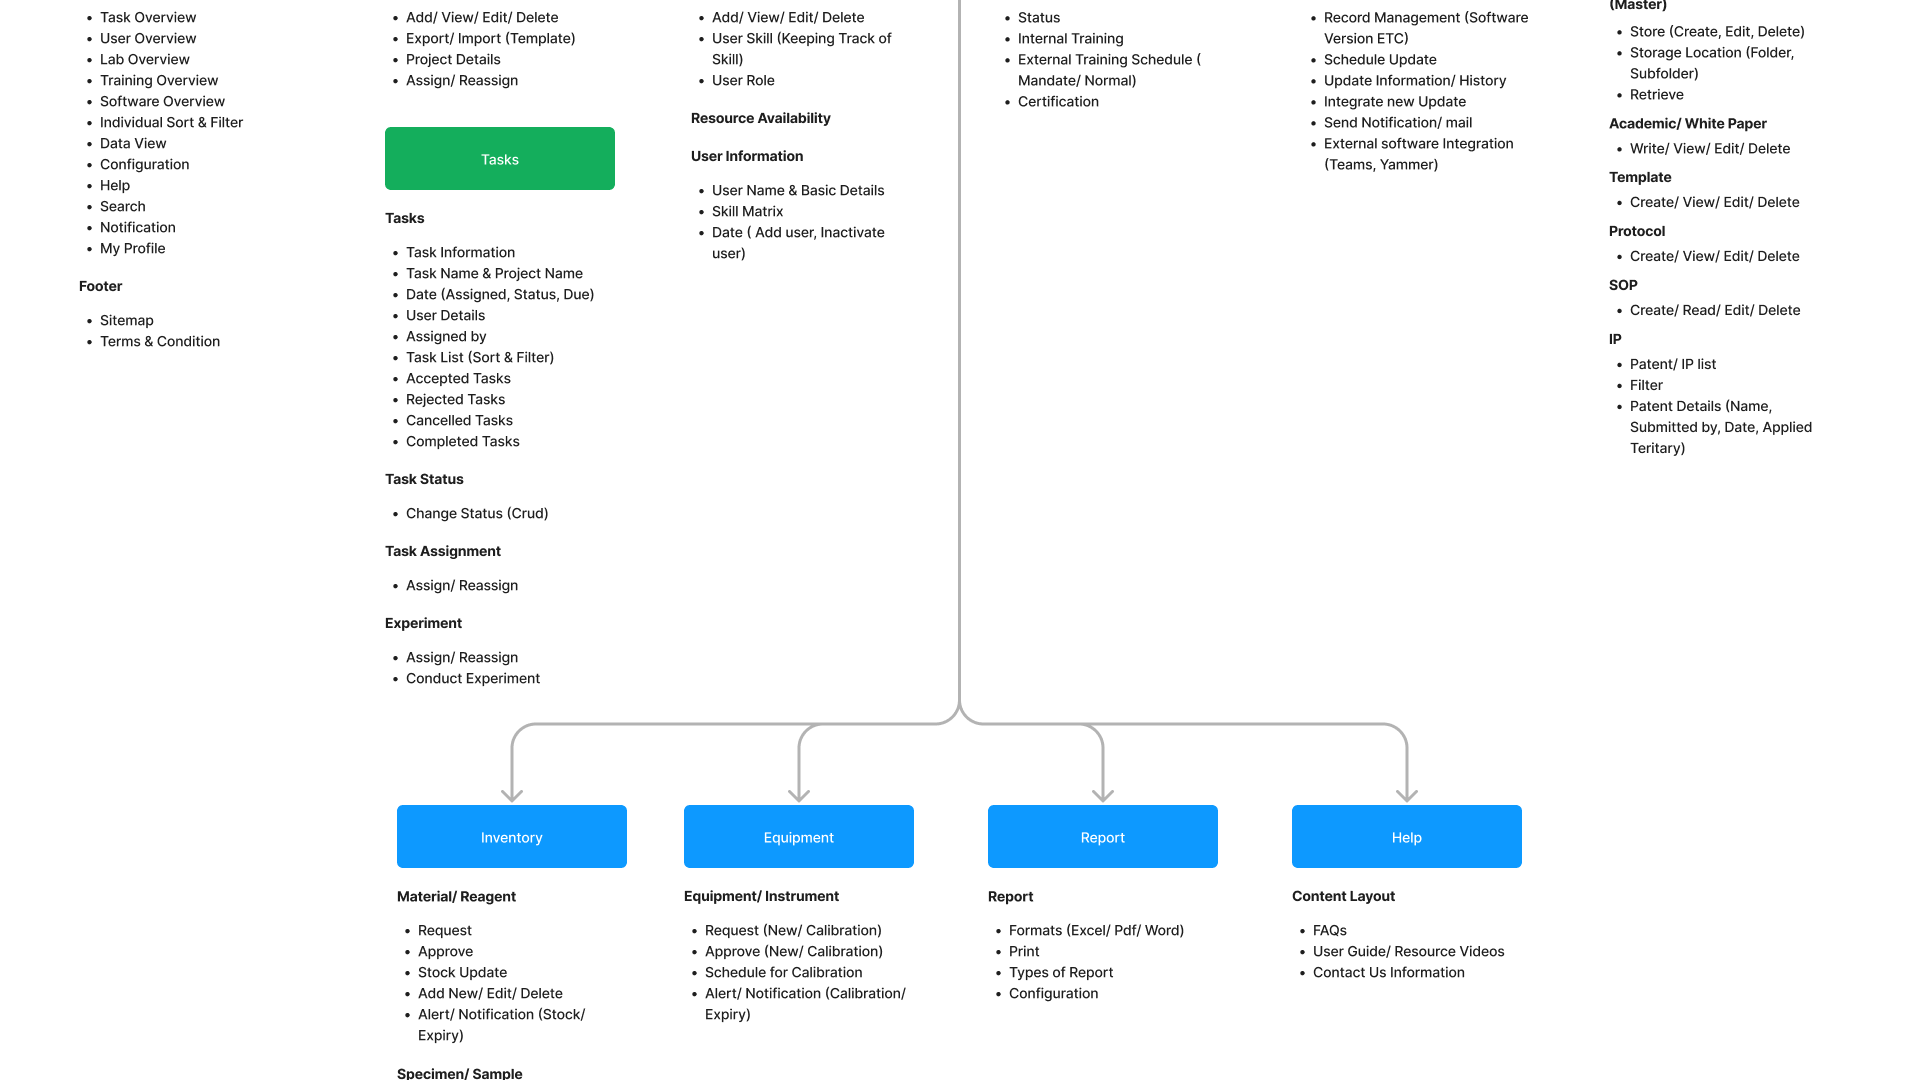 Task Overview
User Overview
Lab Overview
Training Overview
Software Overview
Individual Sort & Filter
Data View
Configuration
Help
Search
Notification
My Profile
Footer
Sitemap
Terms & Condition
Add/ View/ Edit/ Delete
Export/ Import (Template)
Project Details
Assign/ Reassign
Tasks
Tasks
Task Information
Task Name & Project Name
Date (Assigned, Status, Due)
User Details
Assigned by
Task List (Sort & Filter)
Accepted Tasks
Rejected Tasks
Cancelled Tasks
Completed Tasks
Task Status
Change Status (Crud)
Task Assignment
Assign/ Reassign
Experiment
Assign/ Reassign
Conduct Experiment
Add/ View/ Edit/ Delete
User Skill (Keeping Track of
Skill)
User Role
Resource Availability
User Information
User Name & Basic Details
Skill Matrix
Date ( Add user, Inactivate
user)
Status
Internal Training
External Training Schedule (
Mandate/ Normal)
Certification
Record Management (Software
Version ETC)
Schedule Update
Update Information/ History
Integrate new Update
Send Notification/ mail
External software Integration
(Teams, Yammer)
(Master)
Store (Create, Edit, Delete)
Storage Location (Folder,
Subfolder)
Retrieve
Academic/ White Paper
Write/ View/ Edit/ Delete
Template
Create/ View/ Edit/ Delete
Protocol
Create/ View/ Edit/ Delete
SOP
Create/ Read/ Edit/ Delete
IP
Patent/ IP list
Filter
Patent Details (Name,
Submitted by, Date, Applied
Teritary)
Inventory
Material/ Reagent
Request
Approve
Stock Update
Add New/ Edit/ Delete
Alert/ Notification (Stock/
Expiry)
Specimen/ Sample
Equipment
Equipment/ Instrument
Request (New/ Calibration)
Approve (New/ Calibration)
Schedule for Calibration
Alert/ Notification (Calibration/
Expiry)
Report
Report
Formats (Excel/ Pdf/ Word)
Print
Types of Report
Configuration
Help
Content Layout
FAQs
User Guide/ Resource Videos
Contact Us Information